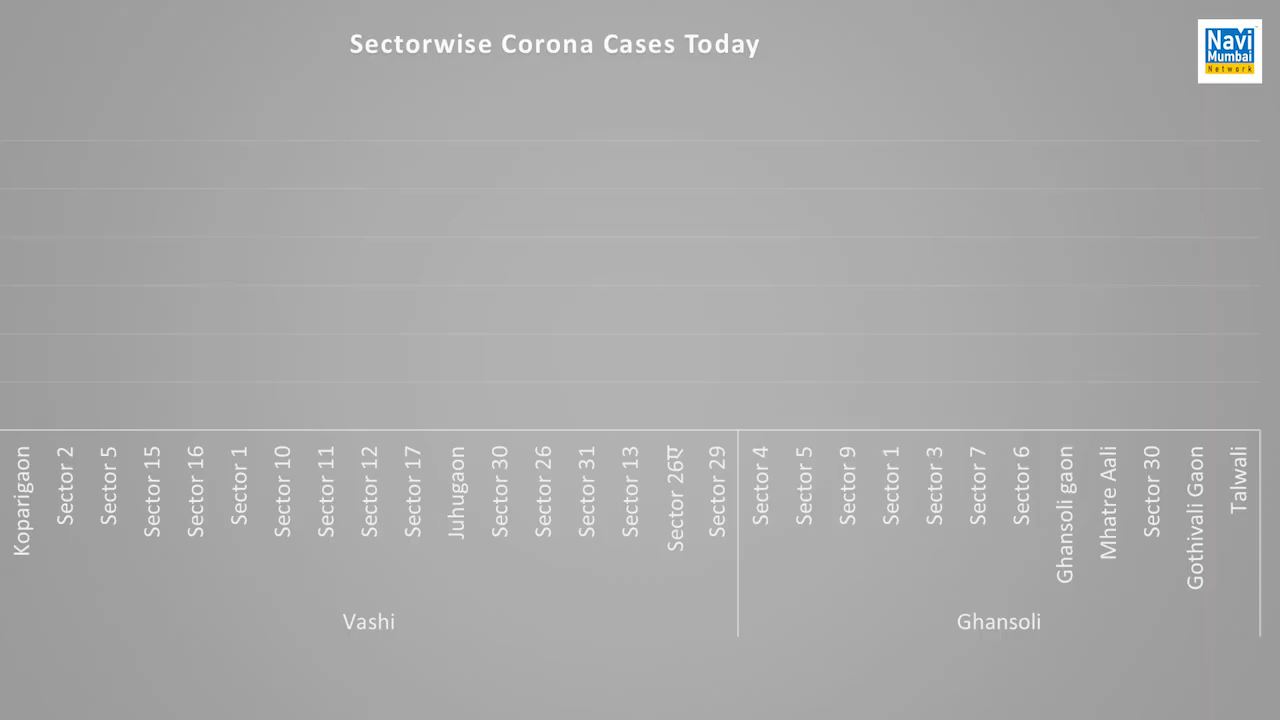 Sectorwise Corona Cases Today
Navi
Mumbai
Network
Koparigaon
Sector 2
Sector 5
Sector 15
Sector 16
Sector 1
Sector 10
Sector 11
Sector 12
Sector 17
Juhugaon
Sector 30
Sector 26
Sector 31
Sector 13
Sector 26ए
Sector 29
Sector 4
Sector 5
Sector 9
Sector 1
Sector 3
Sector 7
Sector 6
Ghansoli gaon
Mhatre Aali
Sector 30
Gothivali Gaon
Talwali
Vashi
Ghansoli